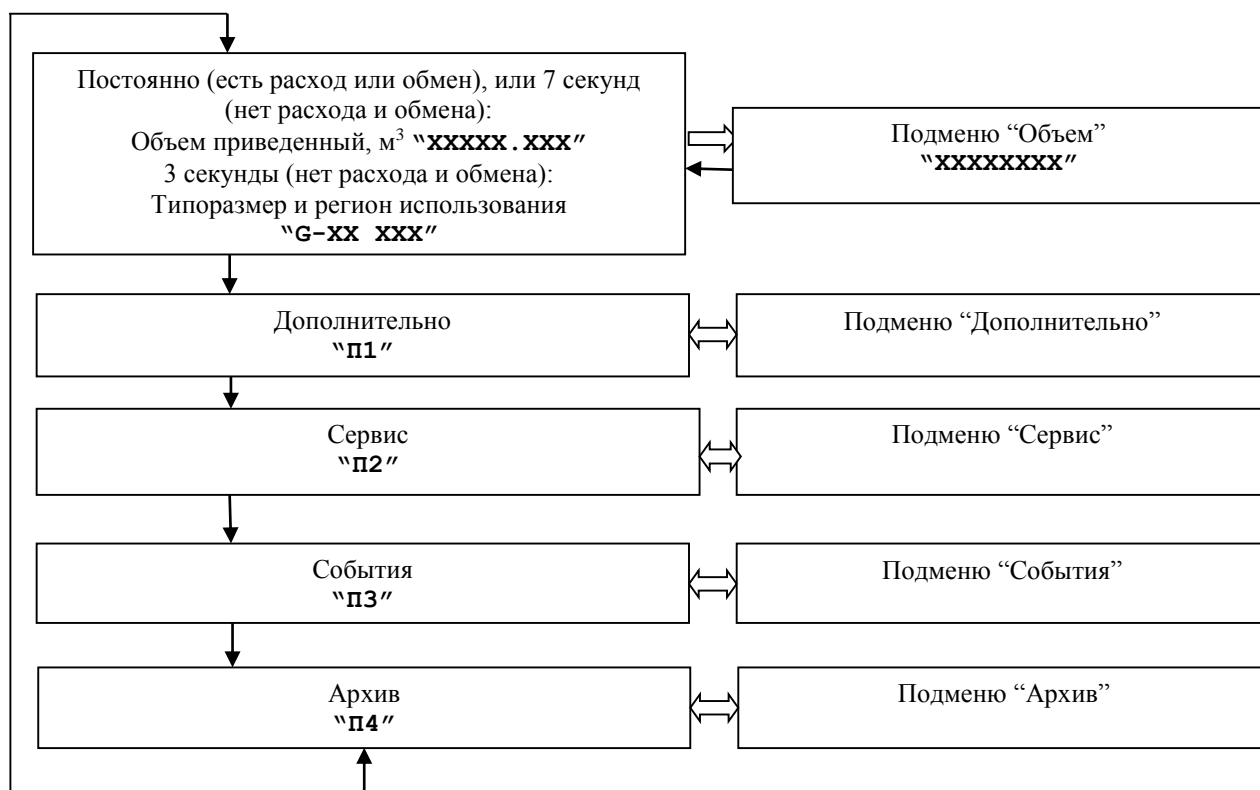 Постоянно (есть расход или обмен), или 7 секунд
(нет расхода и обмена):
Объем приведенный, м³ “XXXXX.XXX”
3 секунды (нет расхода и обмена):
Типоразмер и регион использования
“G-XX XXX”
Подменю “Объем”
“XXXXXXXX”
Дополнительно
“П1”
Подменю “Дополнительно”
Сервис
“П2”
Подменю “Сервис”
События
“П3”
Подменю “События”
Архив
“П4”
Подменю “Архив”